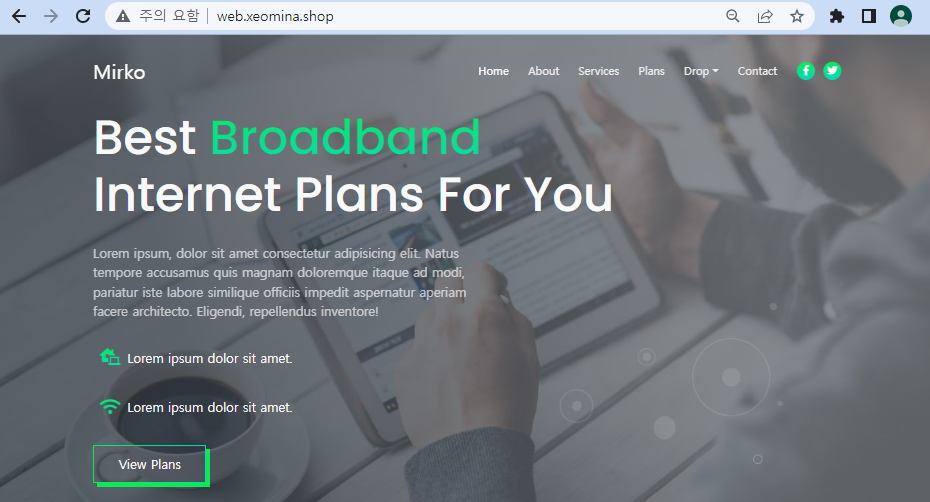 주의 요함 web.xeomina.shop
Mirko
Home About Services Plans Drop Contact
Best Broadband
Internet Plans For You
Lorem ipsum, dolor sit amet consectetur adipisicing elit. Natus
tempore accusamus quis magnam doloremque itaque ad modi,
pariatur iste labore similique officiis impedit aspernatur aperiam
facere architecto. Eligendi, repellendus inventore!
Lorem ipsum dolor sit amet.
Lorem ipsum dolor sit amet.
View Plans